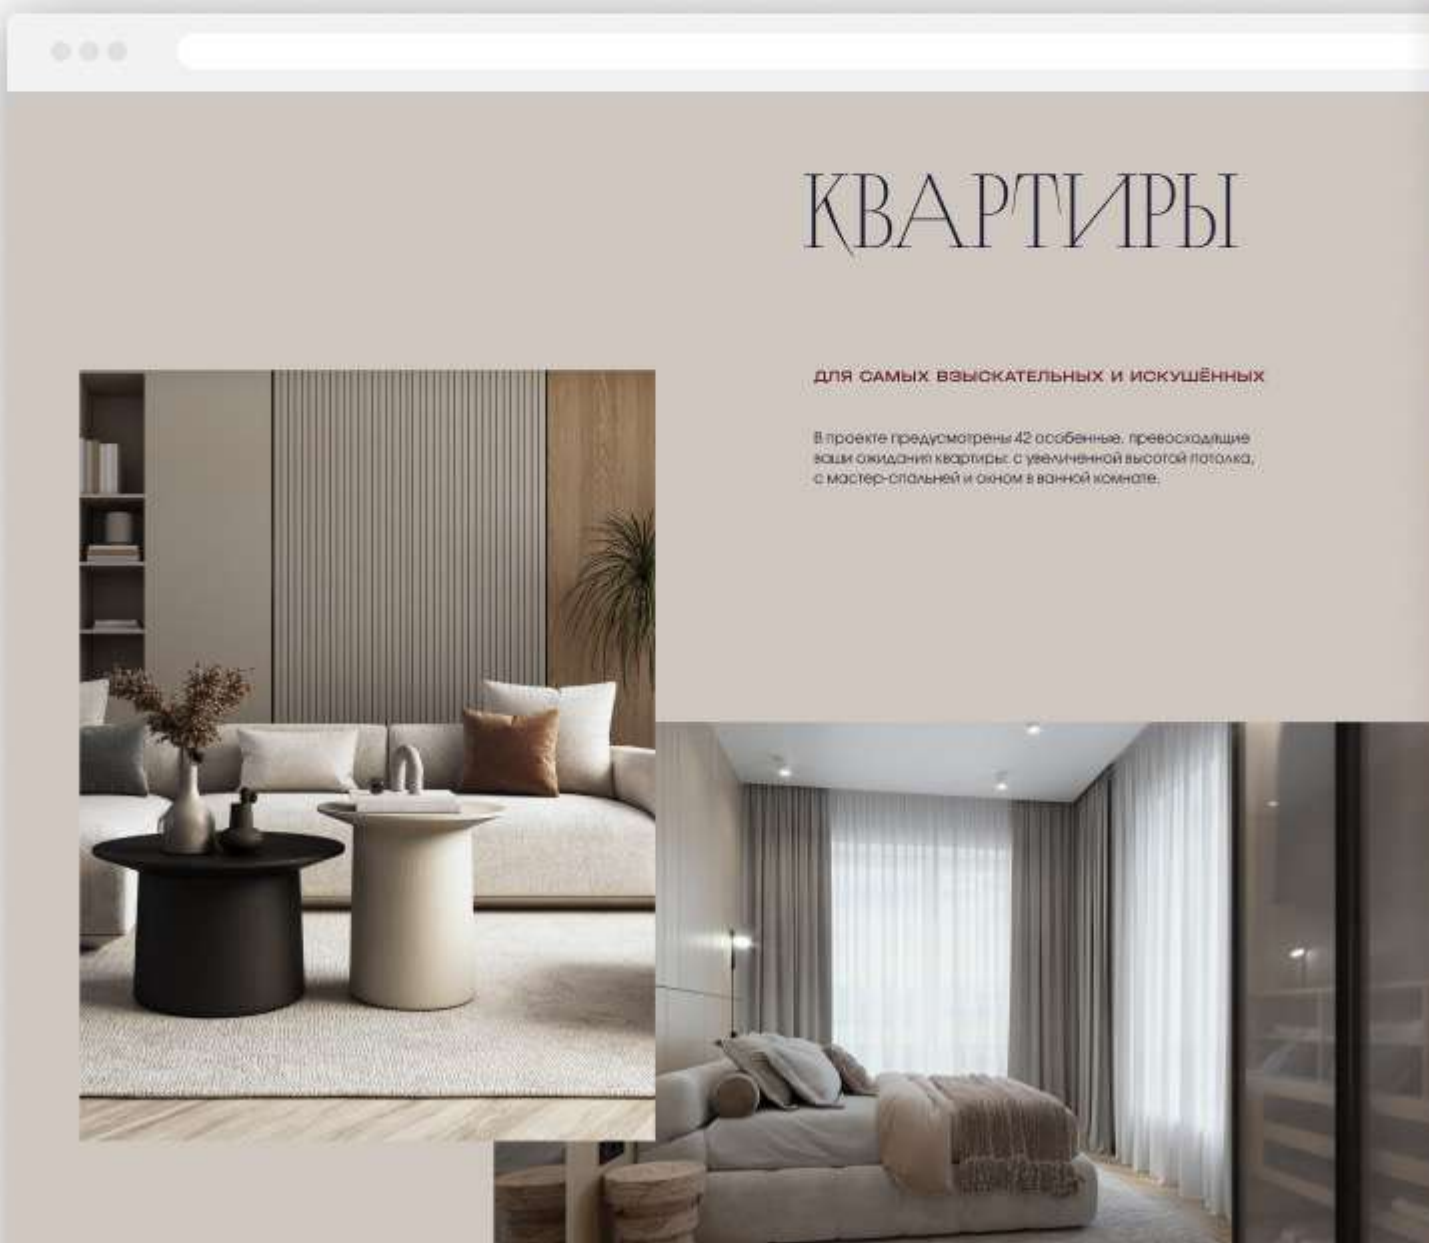 КВАРТИРЫ
ДЛЯ САМЫХ ВЗЫСКАТЕЛЬНЫХ И ИСКУШЁННЫХ
В проекте предусмотрены 42 особенные, превосходящие
ваши ожидания квартиры: с увеличенной высотой потолка,
с мастер-спальней и окном в ванной комнате.